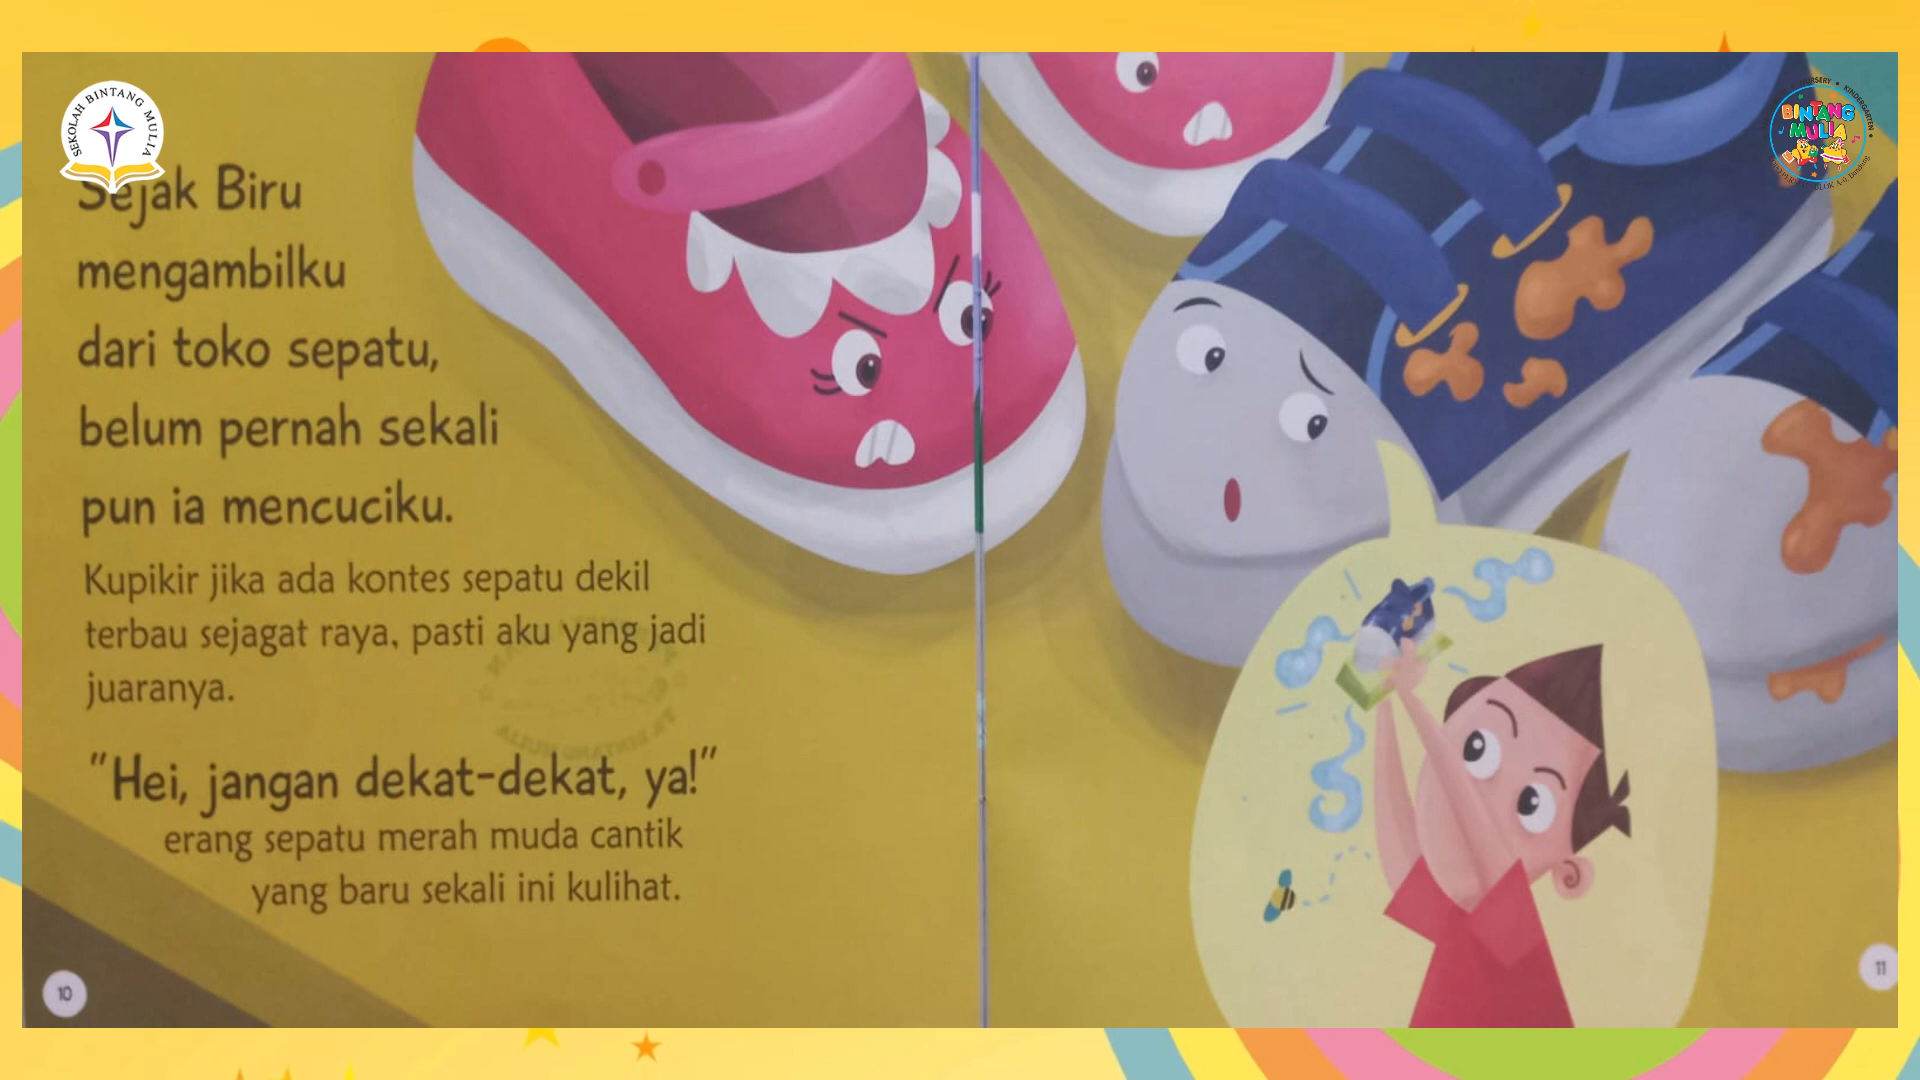 SEKOLAH BINTANG MULIA
Sejak Biru
mengambilku
dari toko sepatu,
belum pernah sekali
pun ia mencuciku.
Kupikir jika ada kontes sepatu dekil
terbau sejagat raya, pasti aku yang jadi
juaranya.
"Hei, jangan dekat-dekat, ya!"
erang sepatu merah muda cantik
yang baru sekali ini kulihat.
10
NURSERY • KINDERGARTEN •
BINTANG
MULIA
11